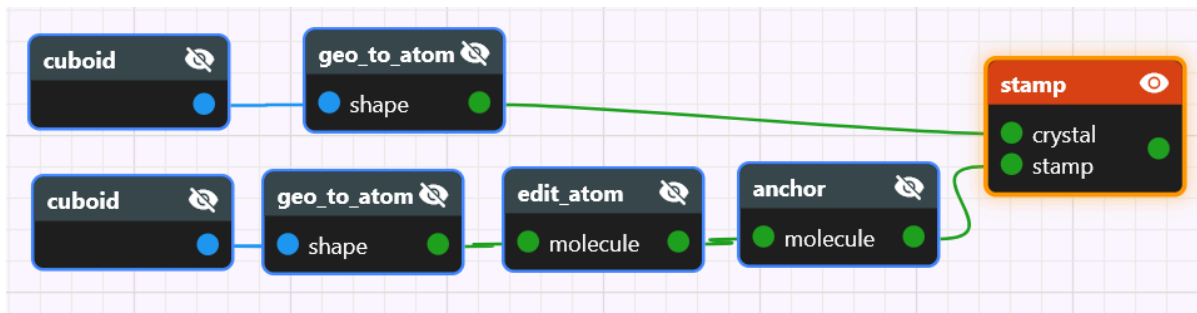 cuboid
geo_to_atom
shape
stamp
crystal
stamp
cuboid
geo_to_atom
shape
edit_atom
molecule
anchor
molecule